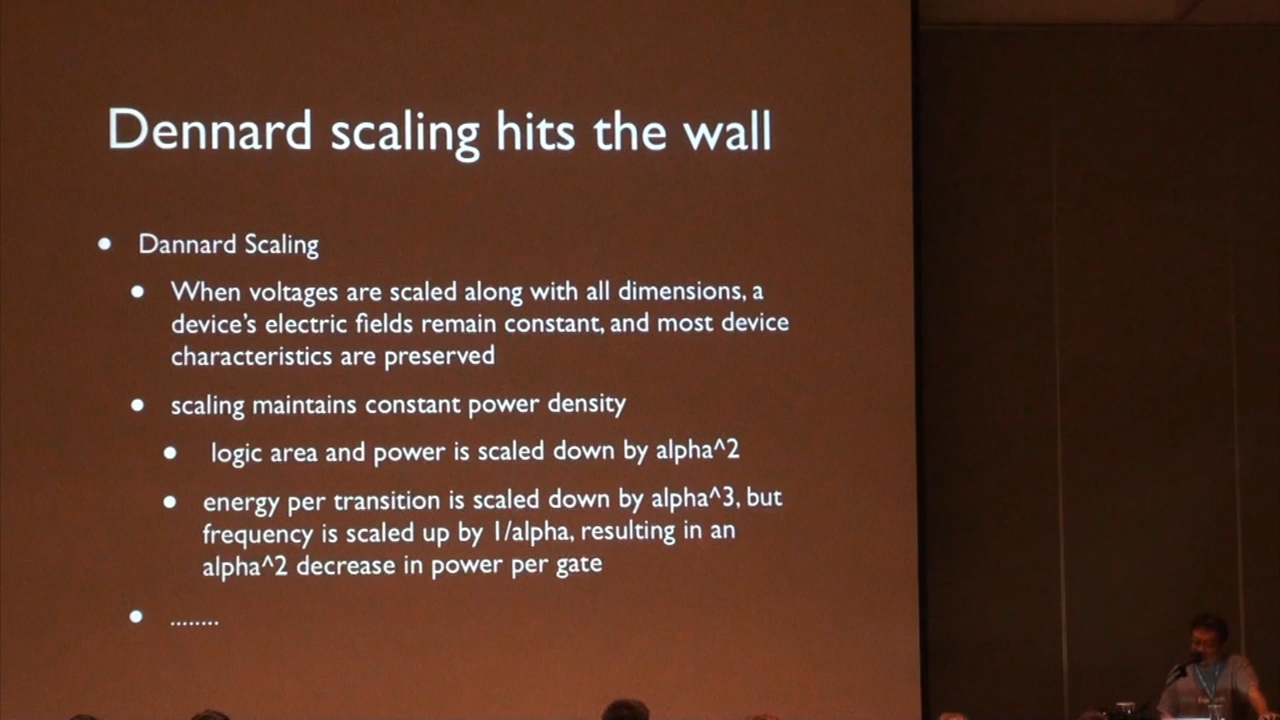 Dennard scaling hits the wall
• Dannard Scaling
• When voltages are scaled along with all dimensions, a
device's electric fields remain constant, and most device
characteristics are preserved
• scaling maintains constant power density
• logic area and power is scaled down by alpha^2
• energy per transition is scaled down by alpha^3, but
frequency is scaled up by 1/alpha, resulting in an
alpha^2 decrease in power per gate
• ........